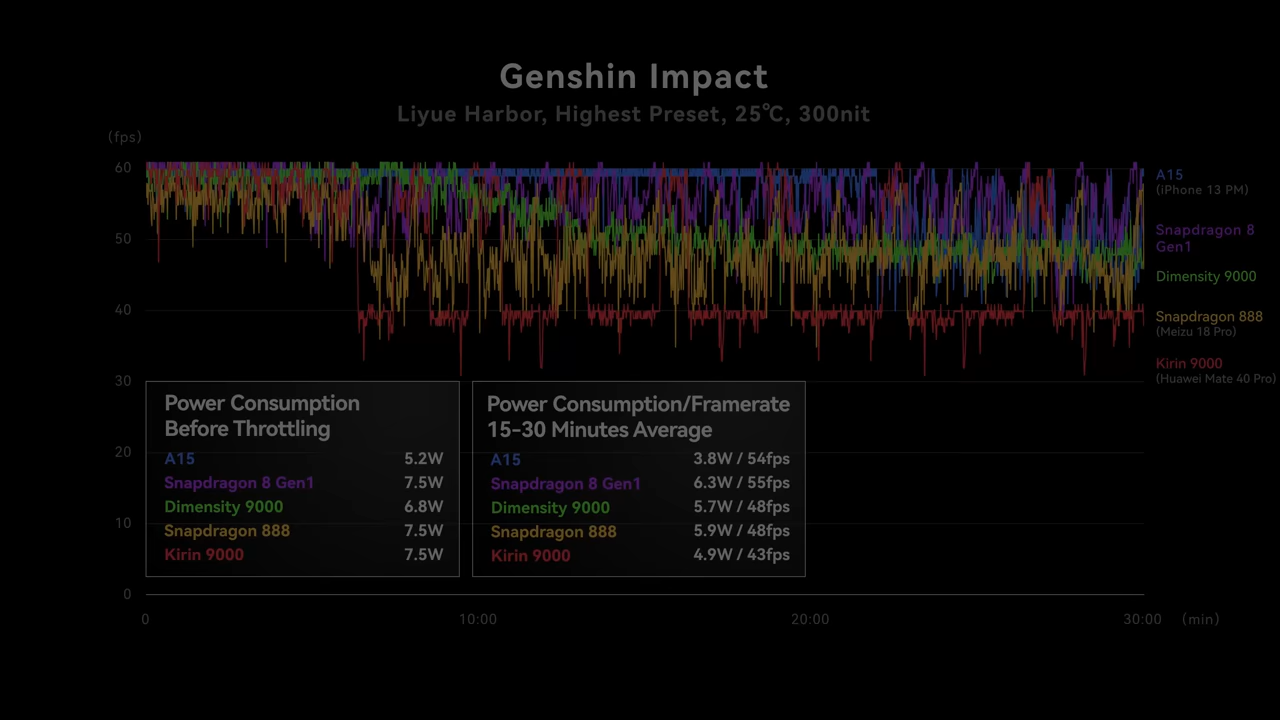 Genshin Impact
Liyue Harbor, Highest Preset, 25℃, 300nit
(fps)
60
50
40
30
20
10
0
0
10:00
20:00
30:00
(min)
A15
(iPhone 13 PM)
Snapdragon 8
Gen1
Dimensity 9000
Snapdragon 888
(Meizu 18 Pro)
Kirin 9000
(Huawei Mate 40 Pro)
Power Consumption
Before Throttling
A15 5.2W
Snapdragon 8 Gen1 7.5W
Dimensity 9000 6.8W
Snapdragon 888 7.5W
Kirin 9000 7.5W
Power Consumption/Framerate
15-30 Minutes Average
A15 3.8W / 54fps
Snapdragon 8 Gen1 6.3W / 55fps
Dimensity 9000 5.7W / 48fps
Snapdragon 888 5.9W / 48fps
Kirin 9000 4.9W / 43fps